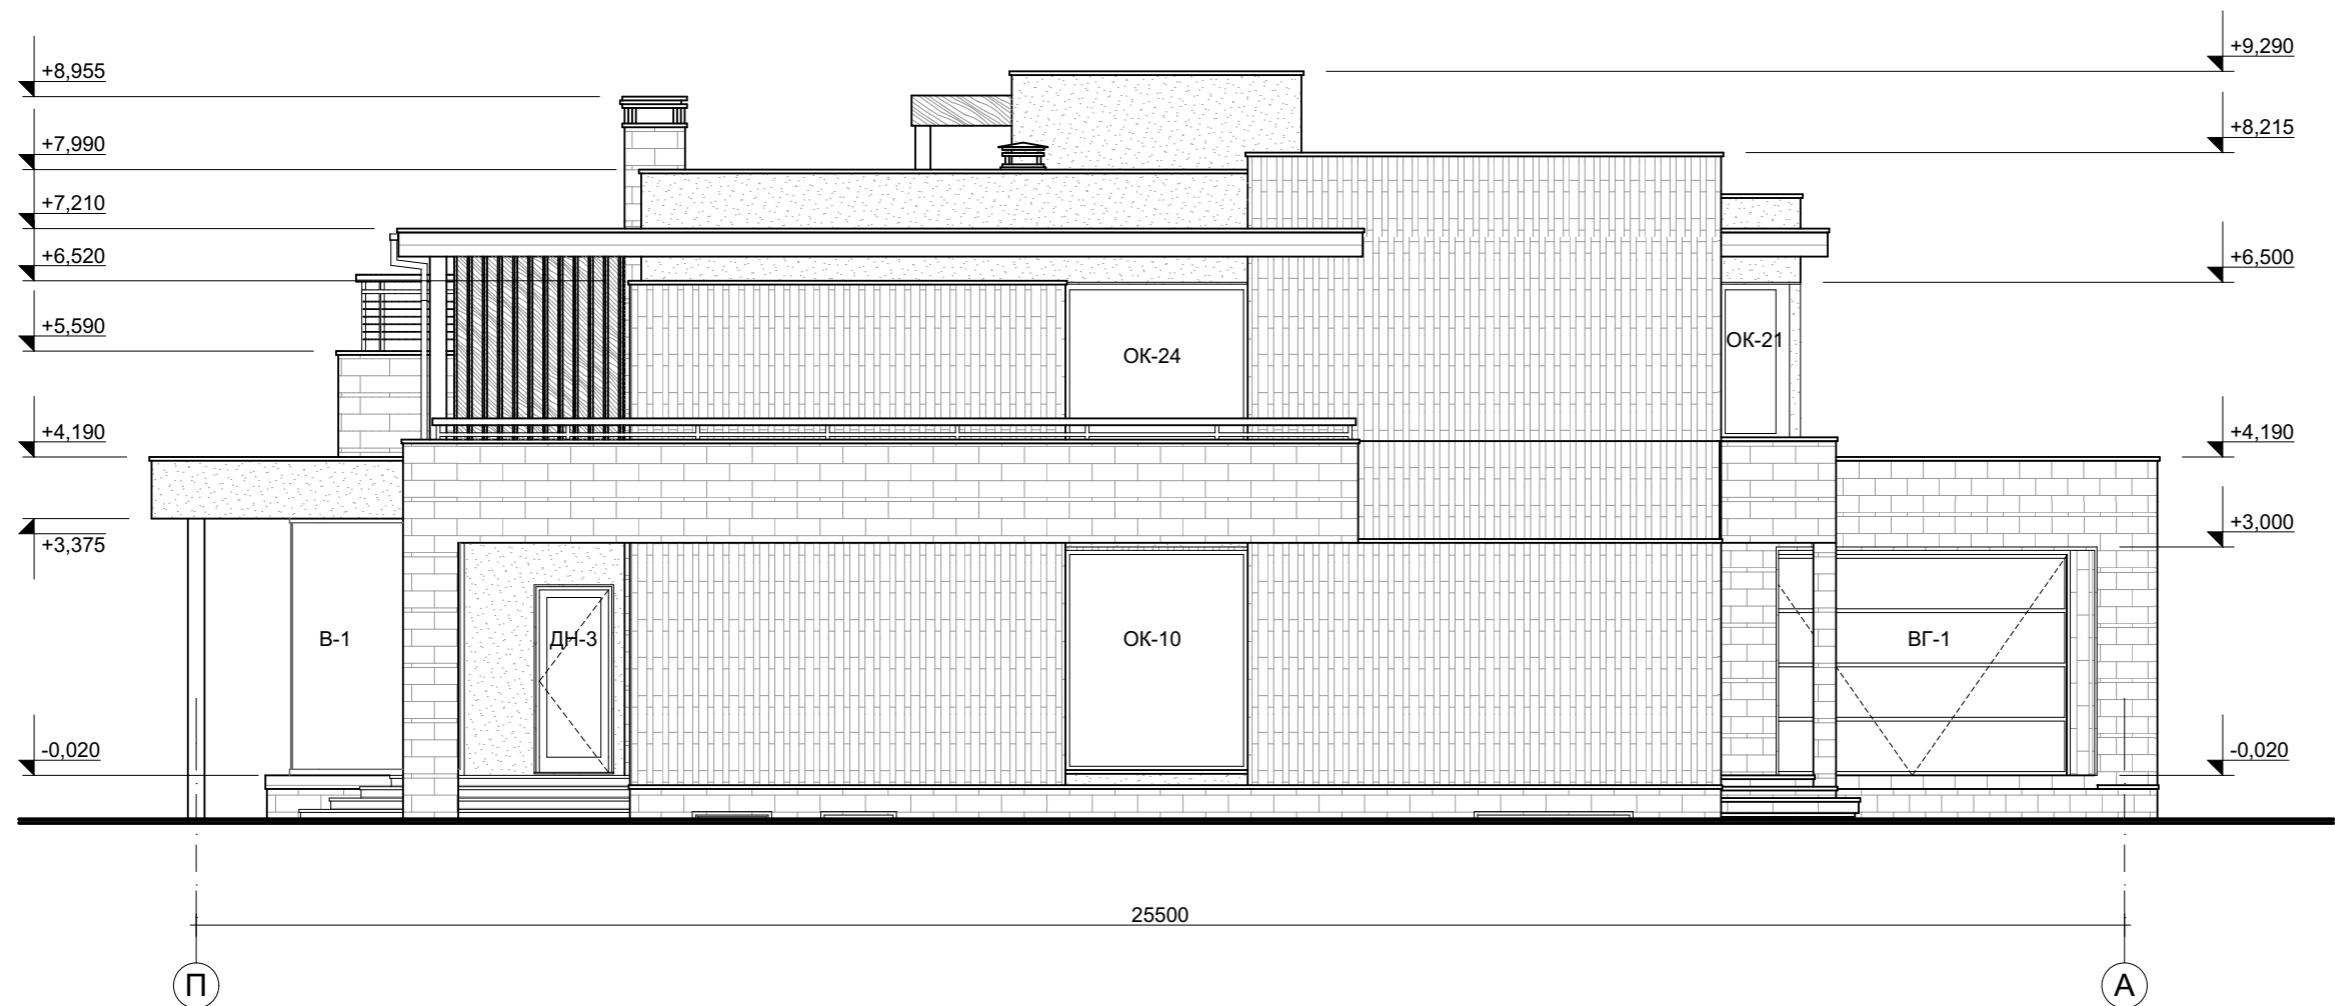 +8,955
+9,290
+7,990
+8,215
+7,210
+6,520
+6,500
+5,590
ОК-24
ОК-21
+4,190
+4,190
+3,375
+3,000
В-1
ДН-3
ОК-10
ВГ-1
-0,020
-0,020
25500
П
А